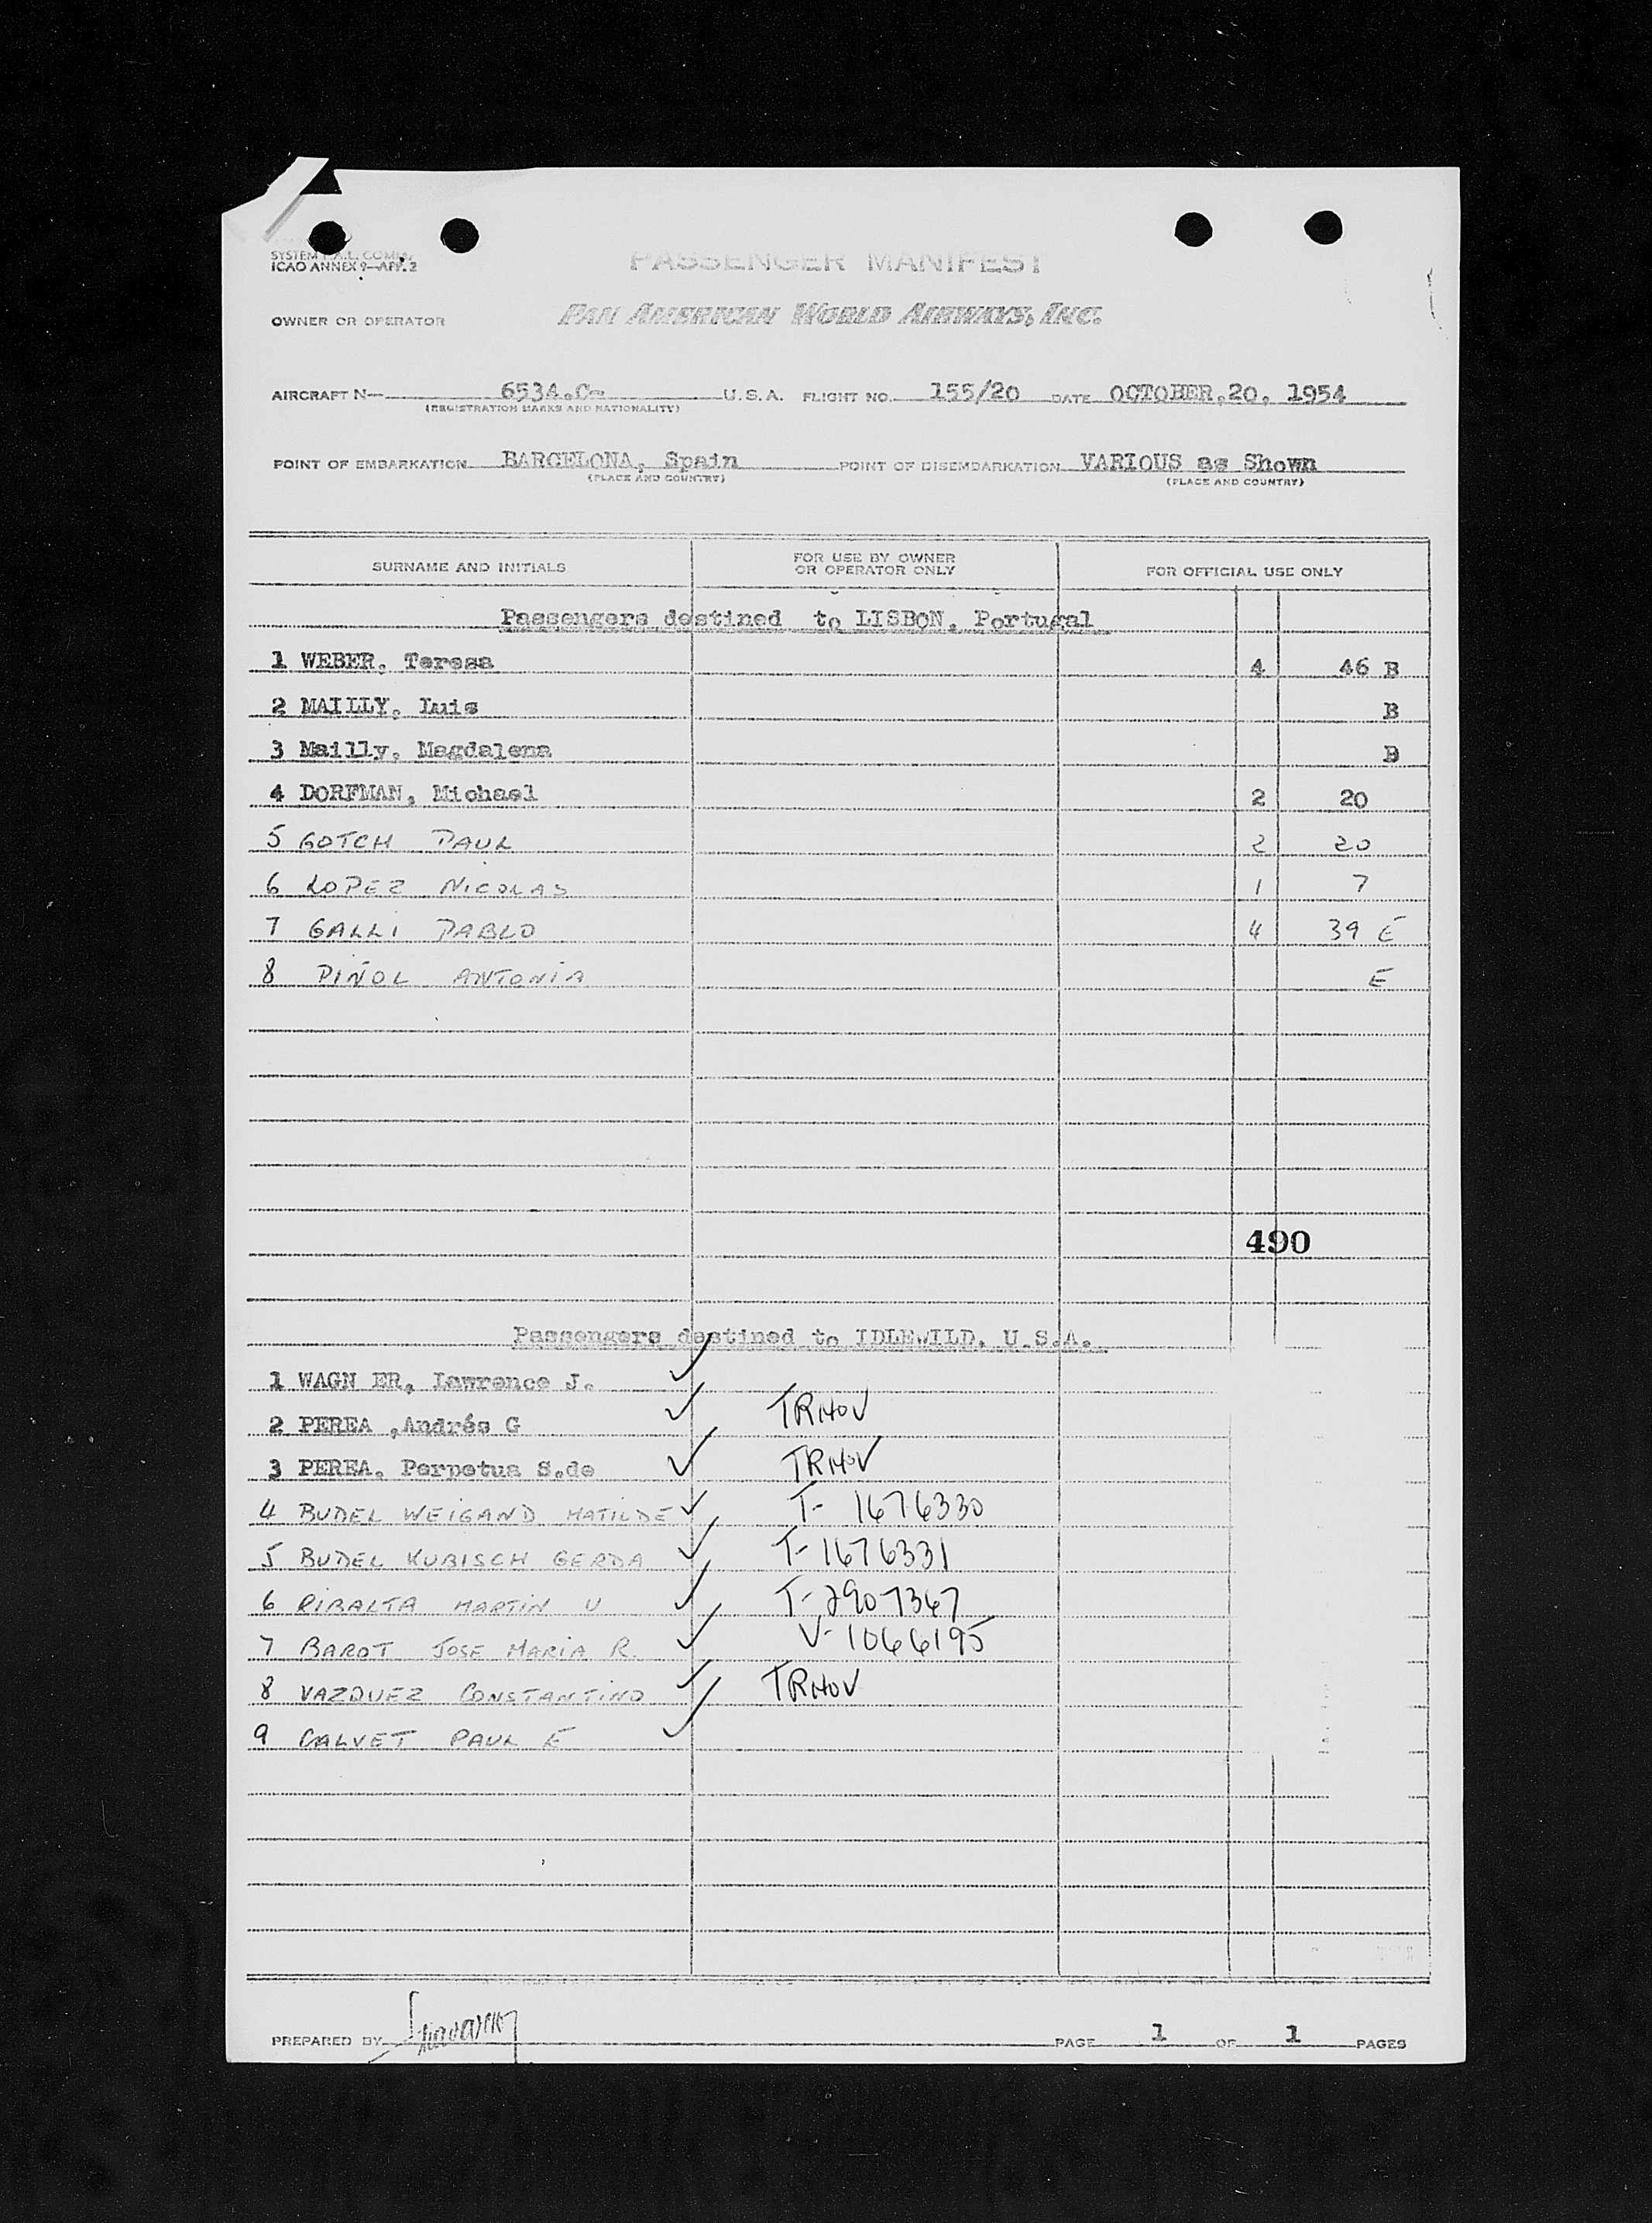 SYSTEM
ICAO ANNEX 9—APP. 2
PASSENGER MANIFEST
OWNER OR OPERATOR PAN AMERICAN WORLD AIRWAYS, INC.
AIRCRAFT N— 6534.C- U.S.A. FLIGHT NO. 155/20 DATE OCTOBER,20, 1954
(REGISTRATION MARKS AND NATIONALITY)
POINT OF EMBARKATION BARCELONA, Spain POINT OF DISEMBARKATION VARIOUS as Shown
(PLACE AND COUNTRY) (PLACE AND COUNTRY)
SURNAME AND INITIALS FOR USE BY OWNER OR OPERATOR ONLY FOR OFFICIAL USE ONLY
Passengers destined to LISBON, Portugal
1 WEBER, Teresa 4 46 B
2 MAILLY, Luis B
3 Mailly, Magdalena B
4 DORFMAN, Michael 2 20
5 GOTCH PAUL 2 20
6 LOPEZ NICOLAS 1 7
7 GALLI PABLO 4 39 E
8 PIÑOL ANTONIA E
490
Passengers destined to IDLEWILD, U.S.A.
1 WAGN ER, Lawrence J. ✓
2 PEREA ,Andrés G ✓ TRHOV
3 PEREA, Perpetua S.de ✓ TRHOV
4 BUDEL WEIGAND MATILDE ✓ T- 1676330
5 BUDEL KUBISCH GERDA ✓ T-1676331
6 RIBALTA MARTIN U ✓ T-2907367
7 BAROT JOSE MARIA R. ✓ V-1066195
8 VAZQUEZ CONSTANTINO ✓ TRHOV
9 CALVET PAUL E ✓
PREPARED BY PAGE 1 OF 1 PAGES